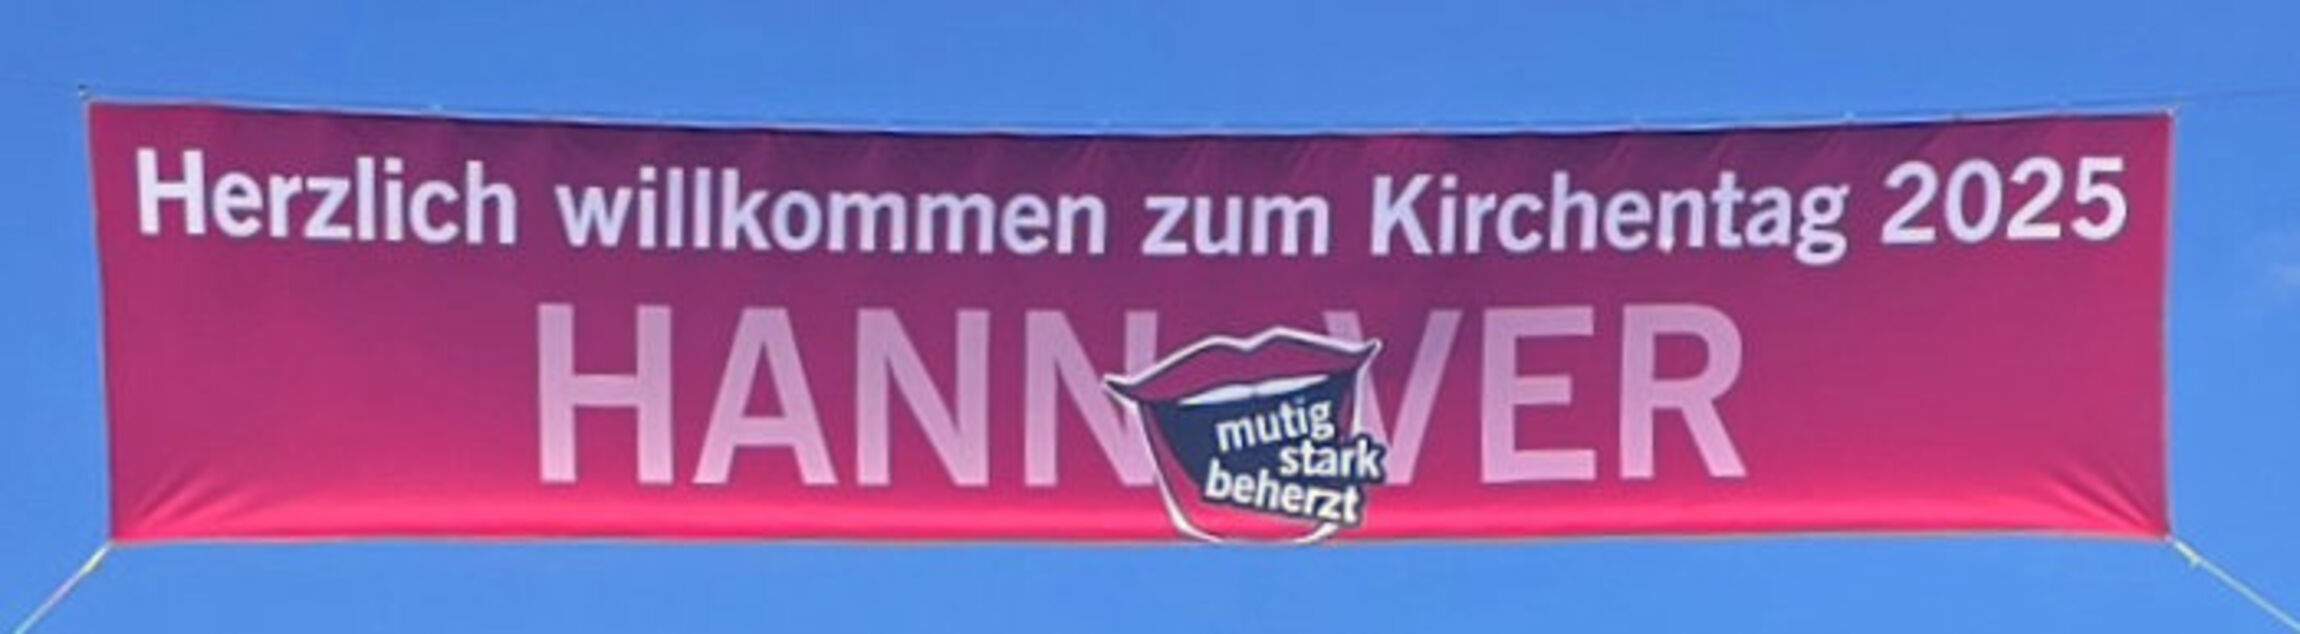 Herzlich willkommen zum Kirchentag 2025
HANN VER
mutig
stark
beherzt